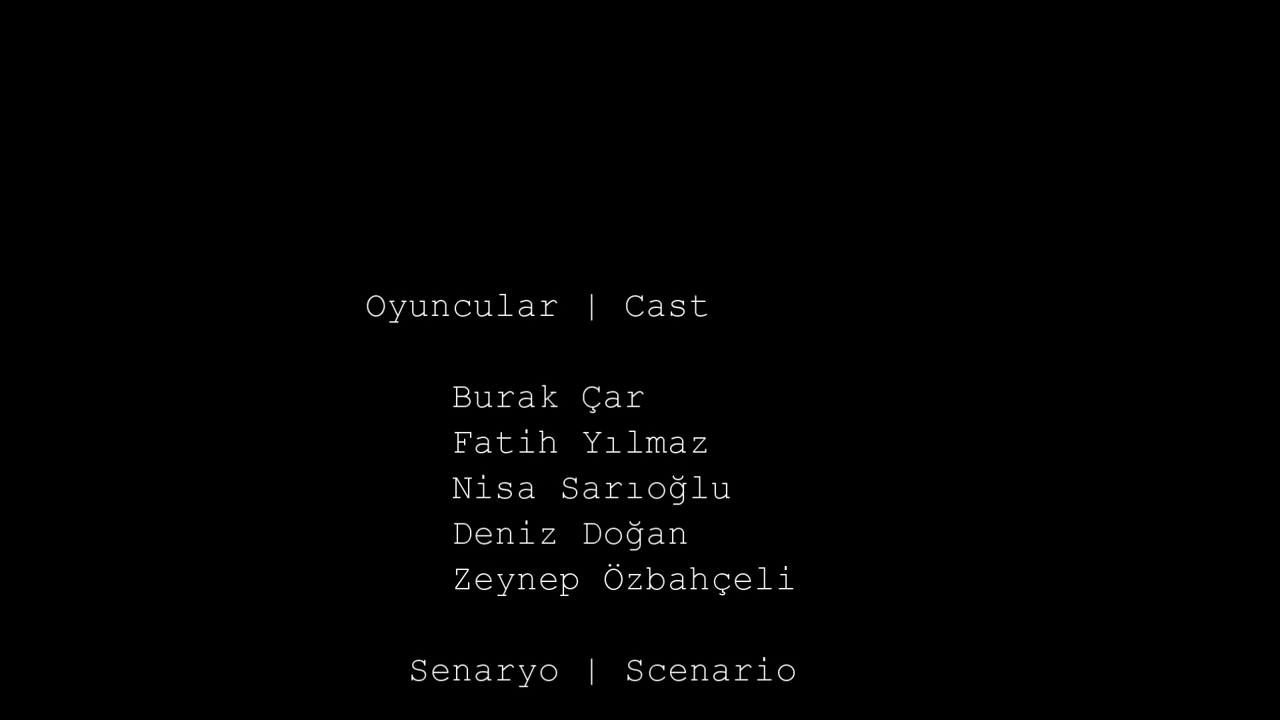 Oyuncular | Cast
Burak Çar
Fatih Yılmaz
Nisa Sarıoğlu
Deniz Doğan
Zeynep Özbahçeli
Senaryo | Scenario